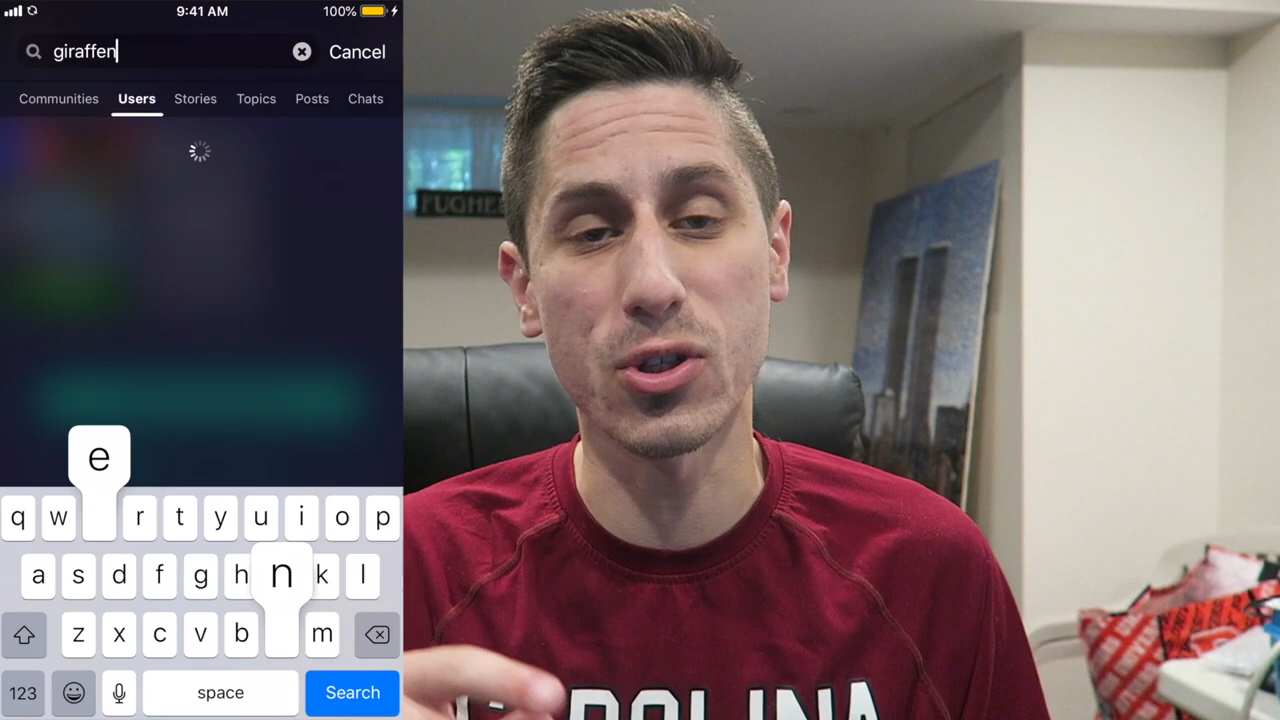 9:41 AM
100%
giraffen
Cancel
Communities Users Stories Topics Posts Chats
e
q w r t y u i o p
a s d f g h n k l
z x c v b m
123 space Search